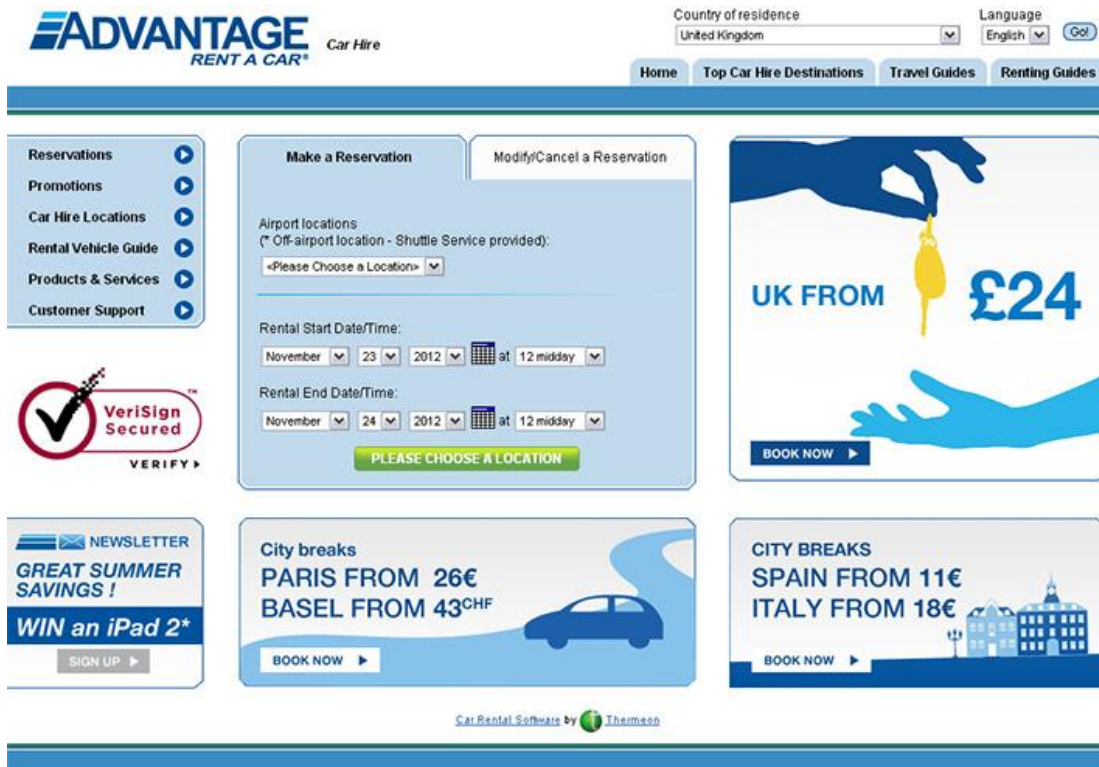 ADVANTAGE
RENT A CAR®
Car Hire
Country of residence
United Kingdom
Language
English
Go!
Home
Top Car Hire Destinations
Travel Guides
Renting Guides
Reservations
Promotions
Car Hire Locations
Rental Vehicle Guide
Products & Services
Customer Support
VeriSign™
Secured
VERIFY
Make a Reservation
Modify/Cancel a Reservation
Airport locations
(* Off-airport location - Shuttle Service provided):
<Please Choose a Location>
Rental Start Date/Time:
November 23 2012 at 12 midday
Rental End Date/Time:
November 24 2012 at 12 midday
PLEASE CHOOSE A LOCATION
UK FROM £24
BOOK NOW
NEWSLETTER
GREAT SUMMER
SAVINGS !
WIN an iPad 2*
SIGN UP
City breaks
PARIS FROM 26€
BASEL FROM 43CHF
BOOK NOW
CITY BREAKS
SPAIN FROM 11€
ITALY FROM 18€
BOOK NOW
Car Rental Software by Thermeon